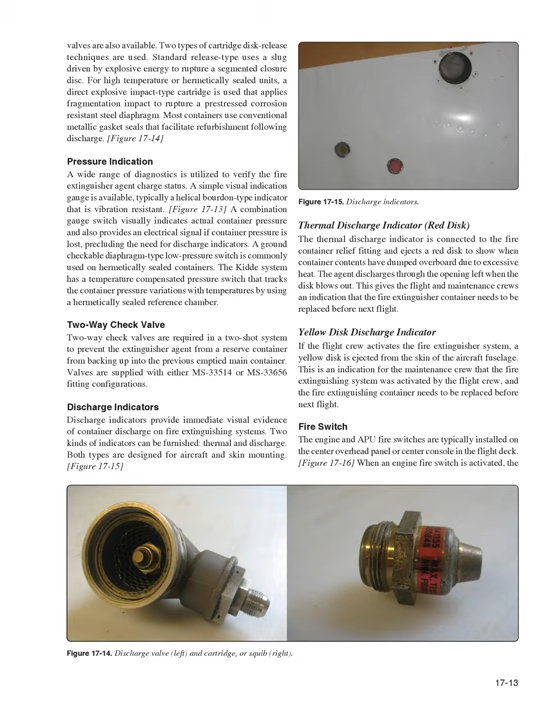 valves are also available. Two types of cartridge disk-release
techniques are used. Standard release-type uses a slug
driven by explosive energy to rupture a segmented closure
disc. For high temperature or hermetically sealed units, a
direct explosive impact-type cartridge is used that applies
fragmentation impact to rupture a prestressed corrosion
resistant steel diaphragm. Most containers use conventional
metallic gasket seals that facilitate refurbishment following
discharge. [Figure 17-14]
Pressure Indication
A wide range of diagnostics is utilized to verify the fire
extinguisher agent charge status. A simple visual indication
gauge is available, typically a helical bourdon-type indicator
that is vibration resistant. [Figure 17-13] A combination
gauge switch visually indicates actual container pressure
and also provides an electrical signal if container pressure is
lost, precluding the need for discharge indicators. A ground
checkable diaphragm-type low-pressure switch is commonly
used on hermetically sealed containers. The Kidde system
has a temperature compensated pressure switch that tracks
the container pressure variations with temperatures by using
a hermetically sealed reference chamber.
Two-Way Check Valve
Two-way check valves are required in a two-shot system
to prevent the extinguisher agent from a reserve container
from backing up into the previous emptied main container.
Valves are supplied with either MS-33514 or MS-33656
fitting configurations.
Discharge Indicators
Discharge indicators provide immediate visual evidence
of container discharge on fire extinguishing systems. Two
kinds of indicators can be furnished: thermal and discharge.
Both types are designed for aircraft and skin mounting.
[Figure 17-15]
Figure 17-15. Discharge indicators.
Thermal Discharge Indicator (Red Disk)
The thermal discharge indicator is connected to the fire
container relief fitting and ejects a red disk to show when
container contents have dumped overboard due to excessive
heat. The agent discharges through the opening left when the
disk blows out. This gives the flight and maintenance crews
an indication that the fire extinguisher container needs to be
replaced before next flight.
Yellow Disk Discharge Indicator
If the flight crew activates the fire extinguisher system, a
yellow disk is ejected from the skin of the aircraft fuselage.
This is an indication for the maintenance crew that the fire
extinguishing system was activated by the flight crew, and
the fire extinguishing container needs to be replaced before
next flight.
Fire Switch
The engine and APU fire switches are typically installed on
the center overhead panel or center console in the flight deck.
[Figure 17-16] When an engine fire switch is activated, the
Figure 17-14. Discharge valve (left) and cartridge, or squib (right).
17-13